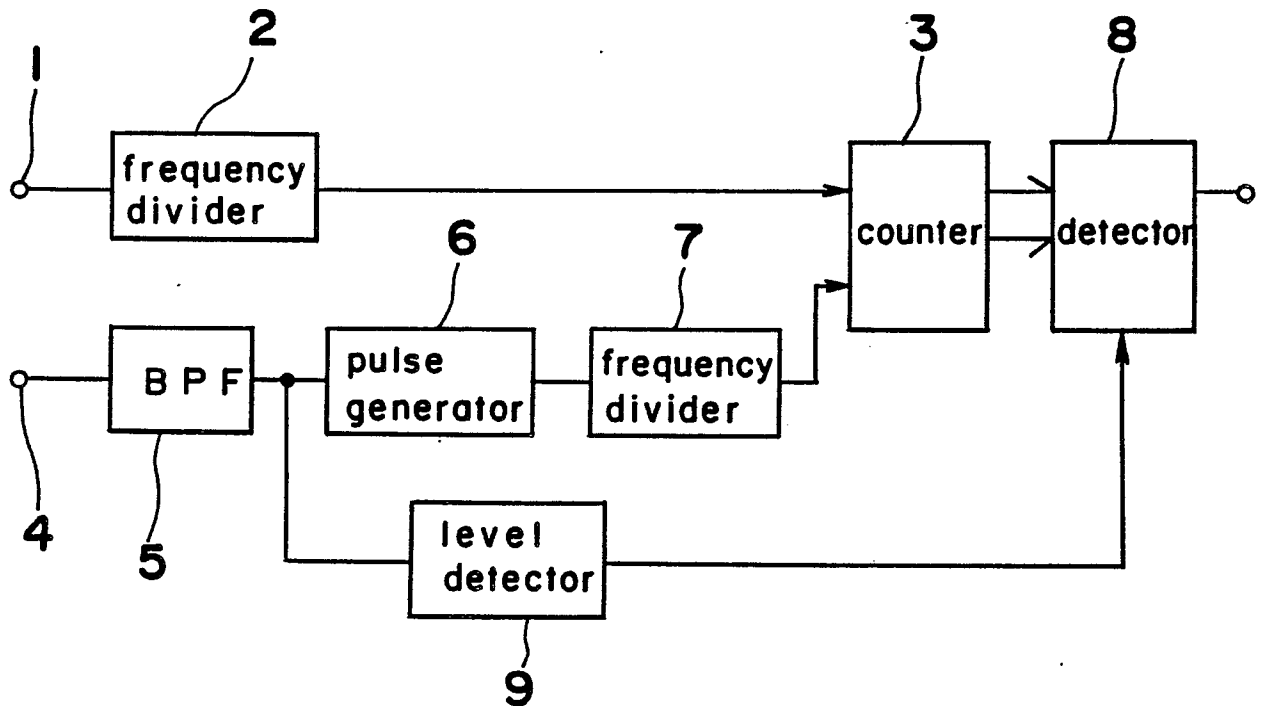 1
2
3
8
frequency
divider
counter
detector
6
7
BPF
pulse
generator
frequency
divider
4
5
level
detector
9